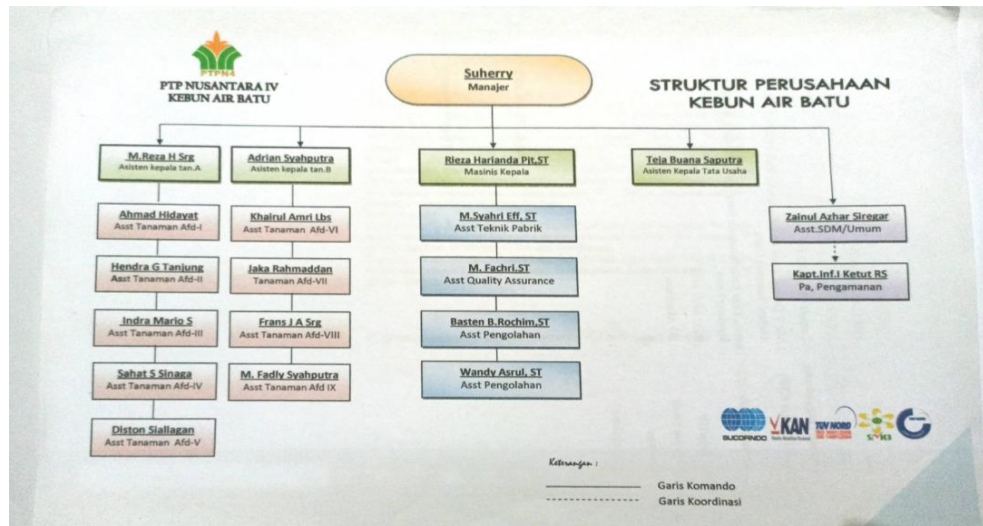 PTPN4
PTP NUSANTARA IV
KEBUN AIR BATU
Suherry
Manajer
STRUKTUR PERUSAHAAN
KEBUN AIR BATU
M.Reza H Srg
Asisten kepala tan.A
Adrian Syahputra
Asisten kepala tan.B
Rieza Harianda Pjt,ST
Masinis Kepala
Teja Buana Saputra
Asisten Kepala Tata Usaha
Ahmad Hidayat
Asst Tanaman Afd-I
Khairul Amri Lbs
Asst Tanaman Afd-VI
M.Syahri Eff, ST
Asst Teknik Pabrik
Zainul Azhar Siregar
Asst.SDM/Umum
Hendra G Tanjung
Asst Tanaman Afd-II
Jaka Rahmaddan
Tanaman Afd-VII
M. Fachri.ST
Asst Quality Assurance
Kapt.Inf.I Ketut RS
Pa, Pengamanan
Indra Mario S
Asst Tanaman Afd-III
Frans J A Srg
Asst Tanaman Afd-VIII
Basten B.Rochim,ST
Asst Pengolahan
Sahat S Sinaga
Asst Tanaman Afd-IV
M. Fadly Syahputra
Asst Tanaman Afd IX
Wandy Asrul, ST
Asst Pengolahan
Diston Siallagan
Asst Tanaman Afd-V
SUCOFINDO
KAN
TUV NORD
Keterangan :
Garis Komando
Garis Koordinasi